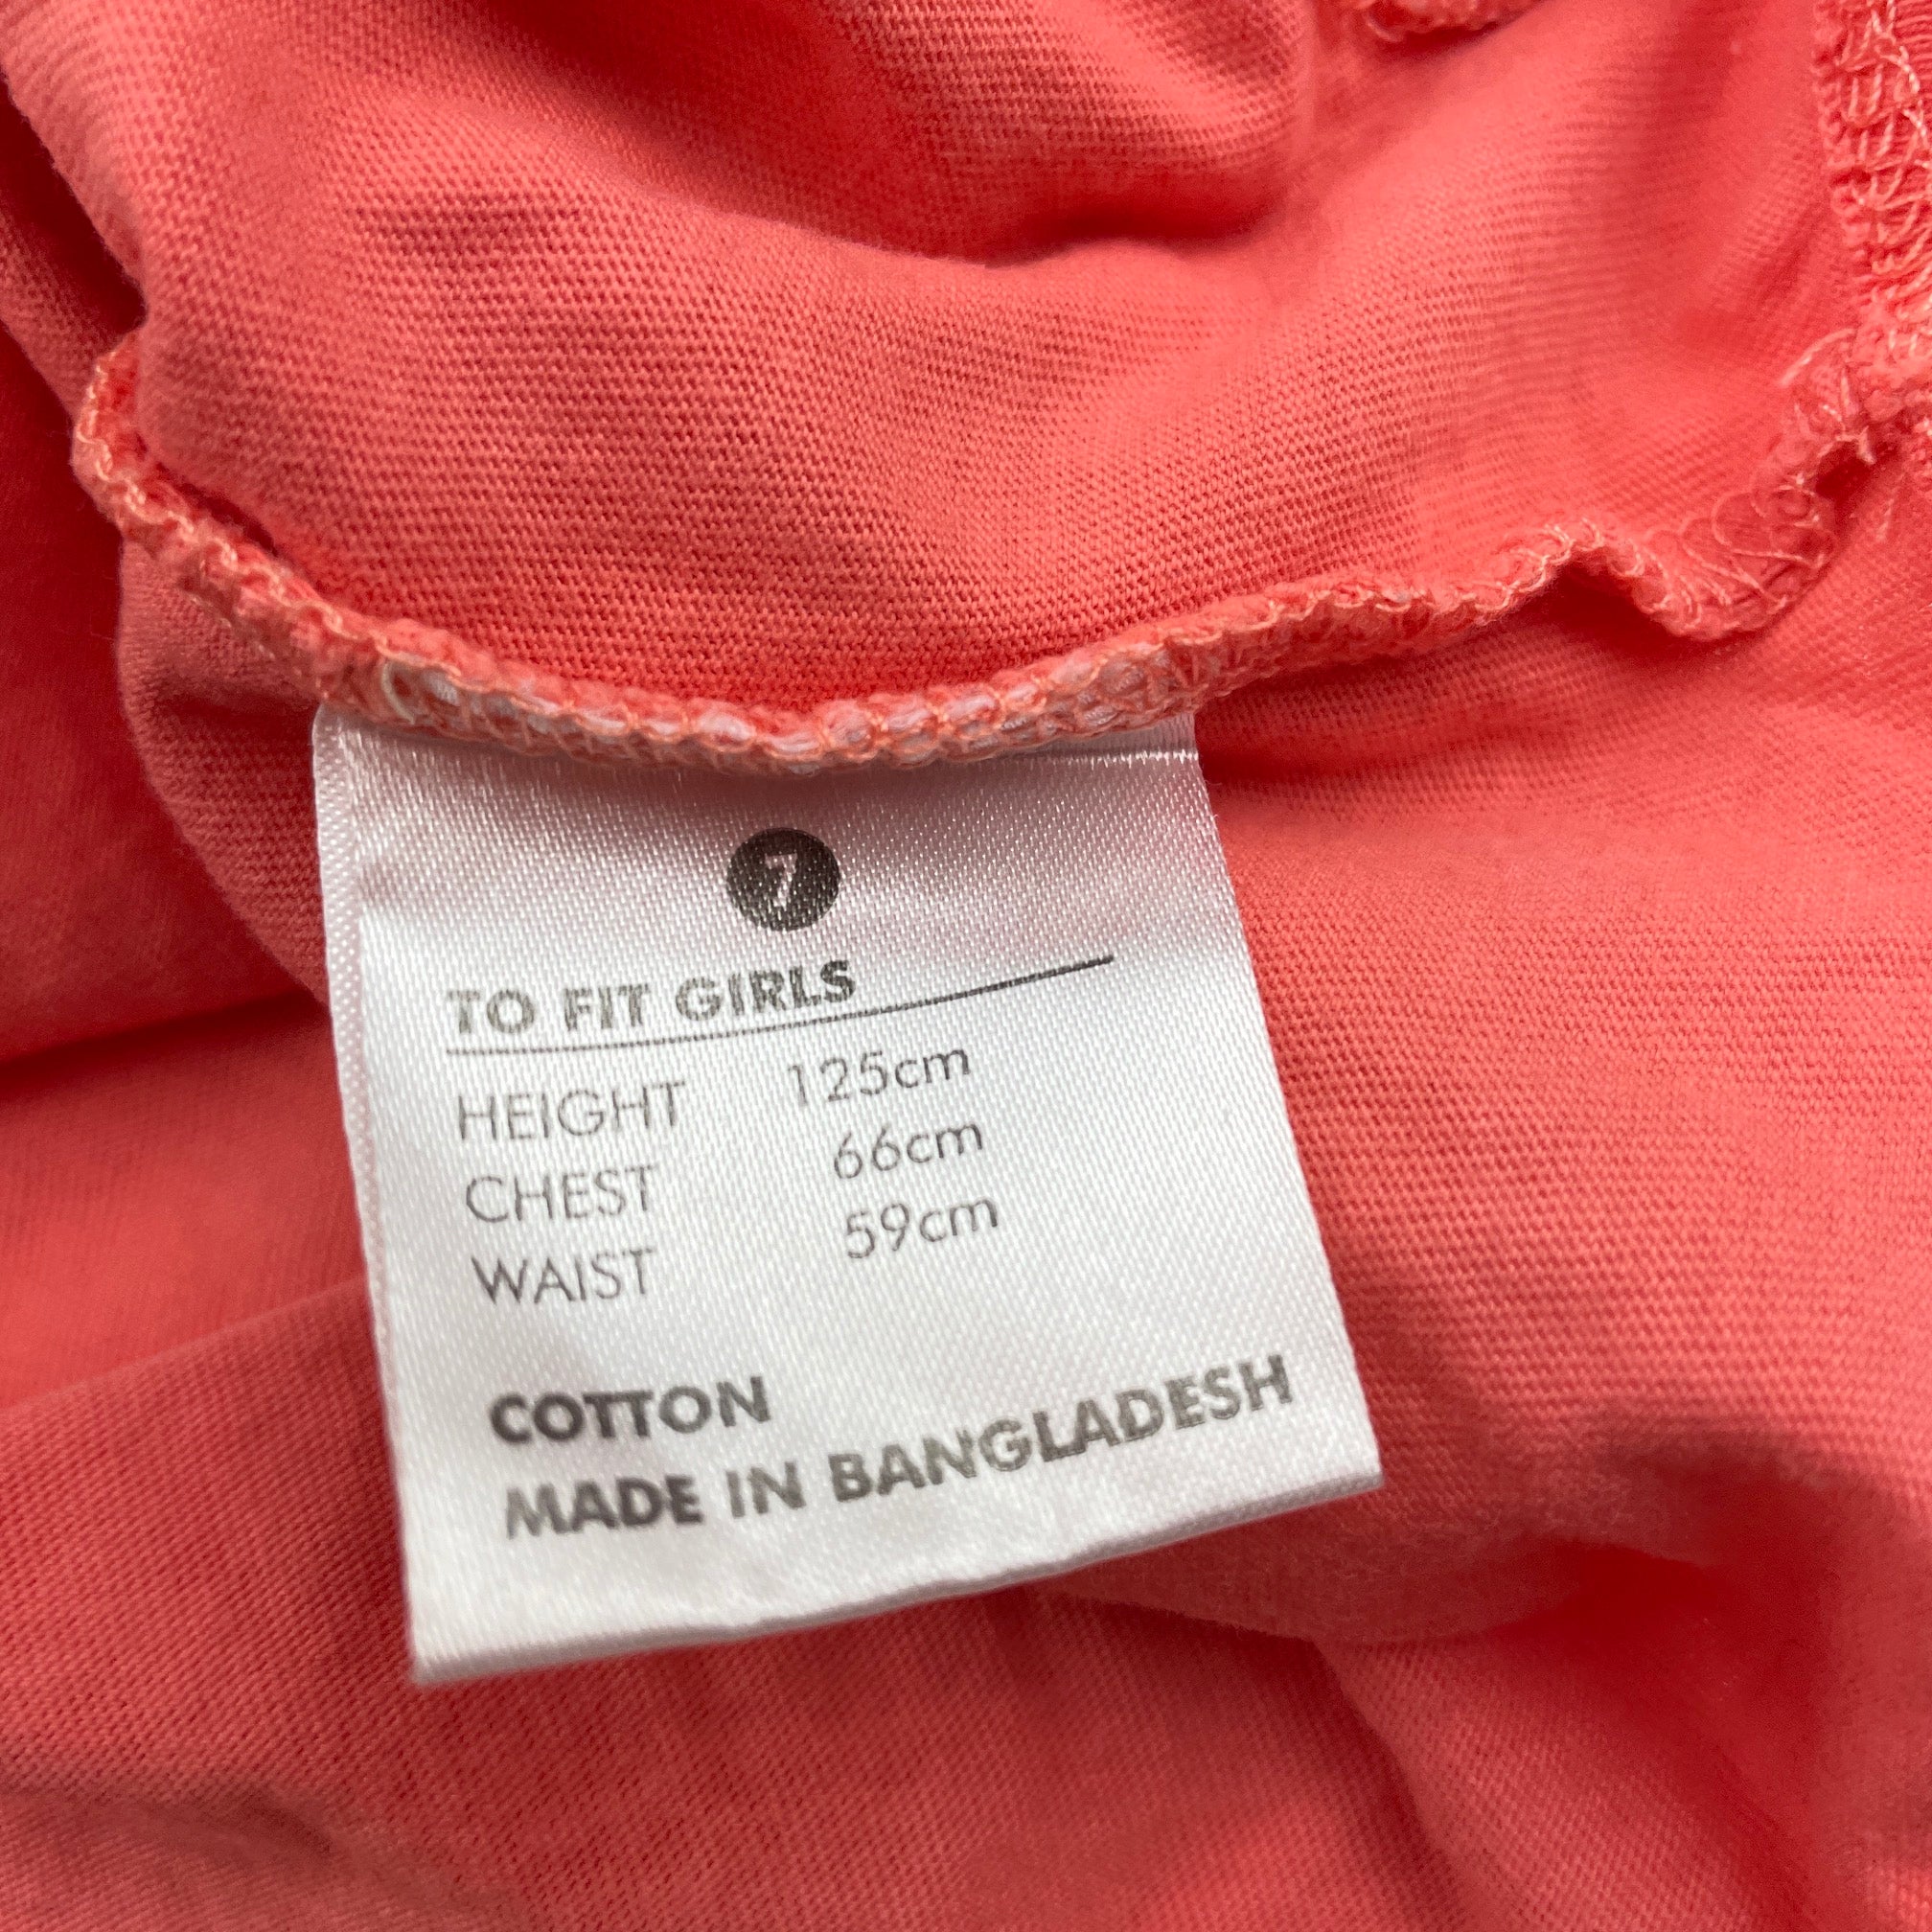 7
TO FIT GIRLS
HEIGHT 125cm
CHEST 66cm
WAIST 59cm
COTTON
MADE IN BANGLADESH